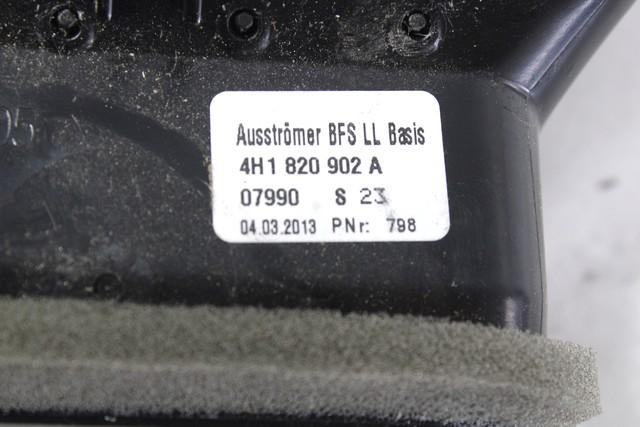 Ausströmer BFS LL Basis
4H1 820 902 A
07990 S 23
04.03.2013 PNr: 798